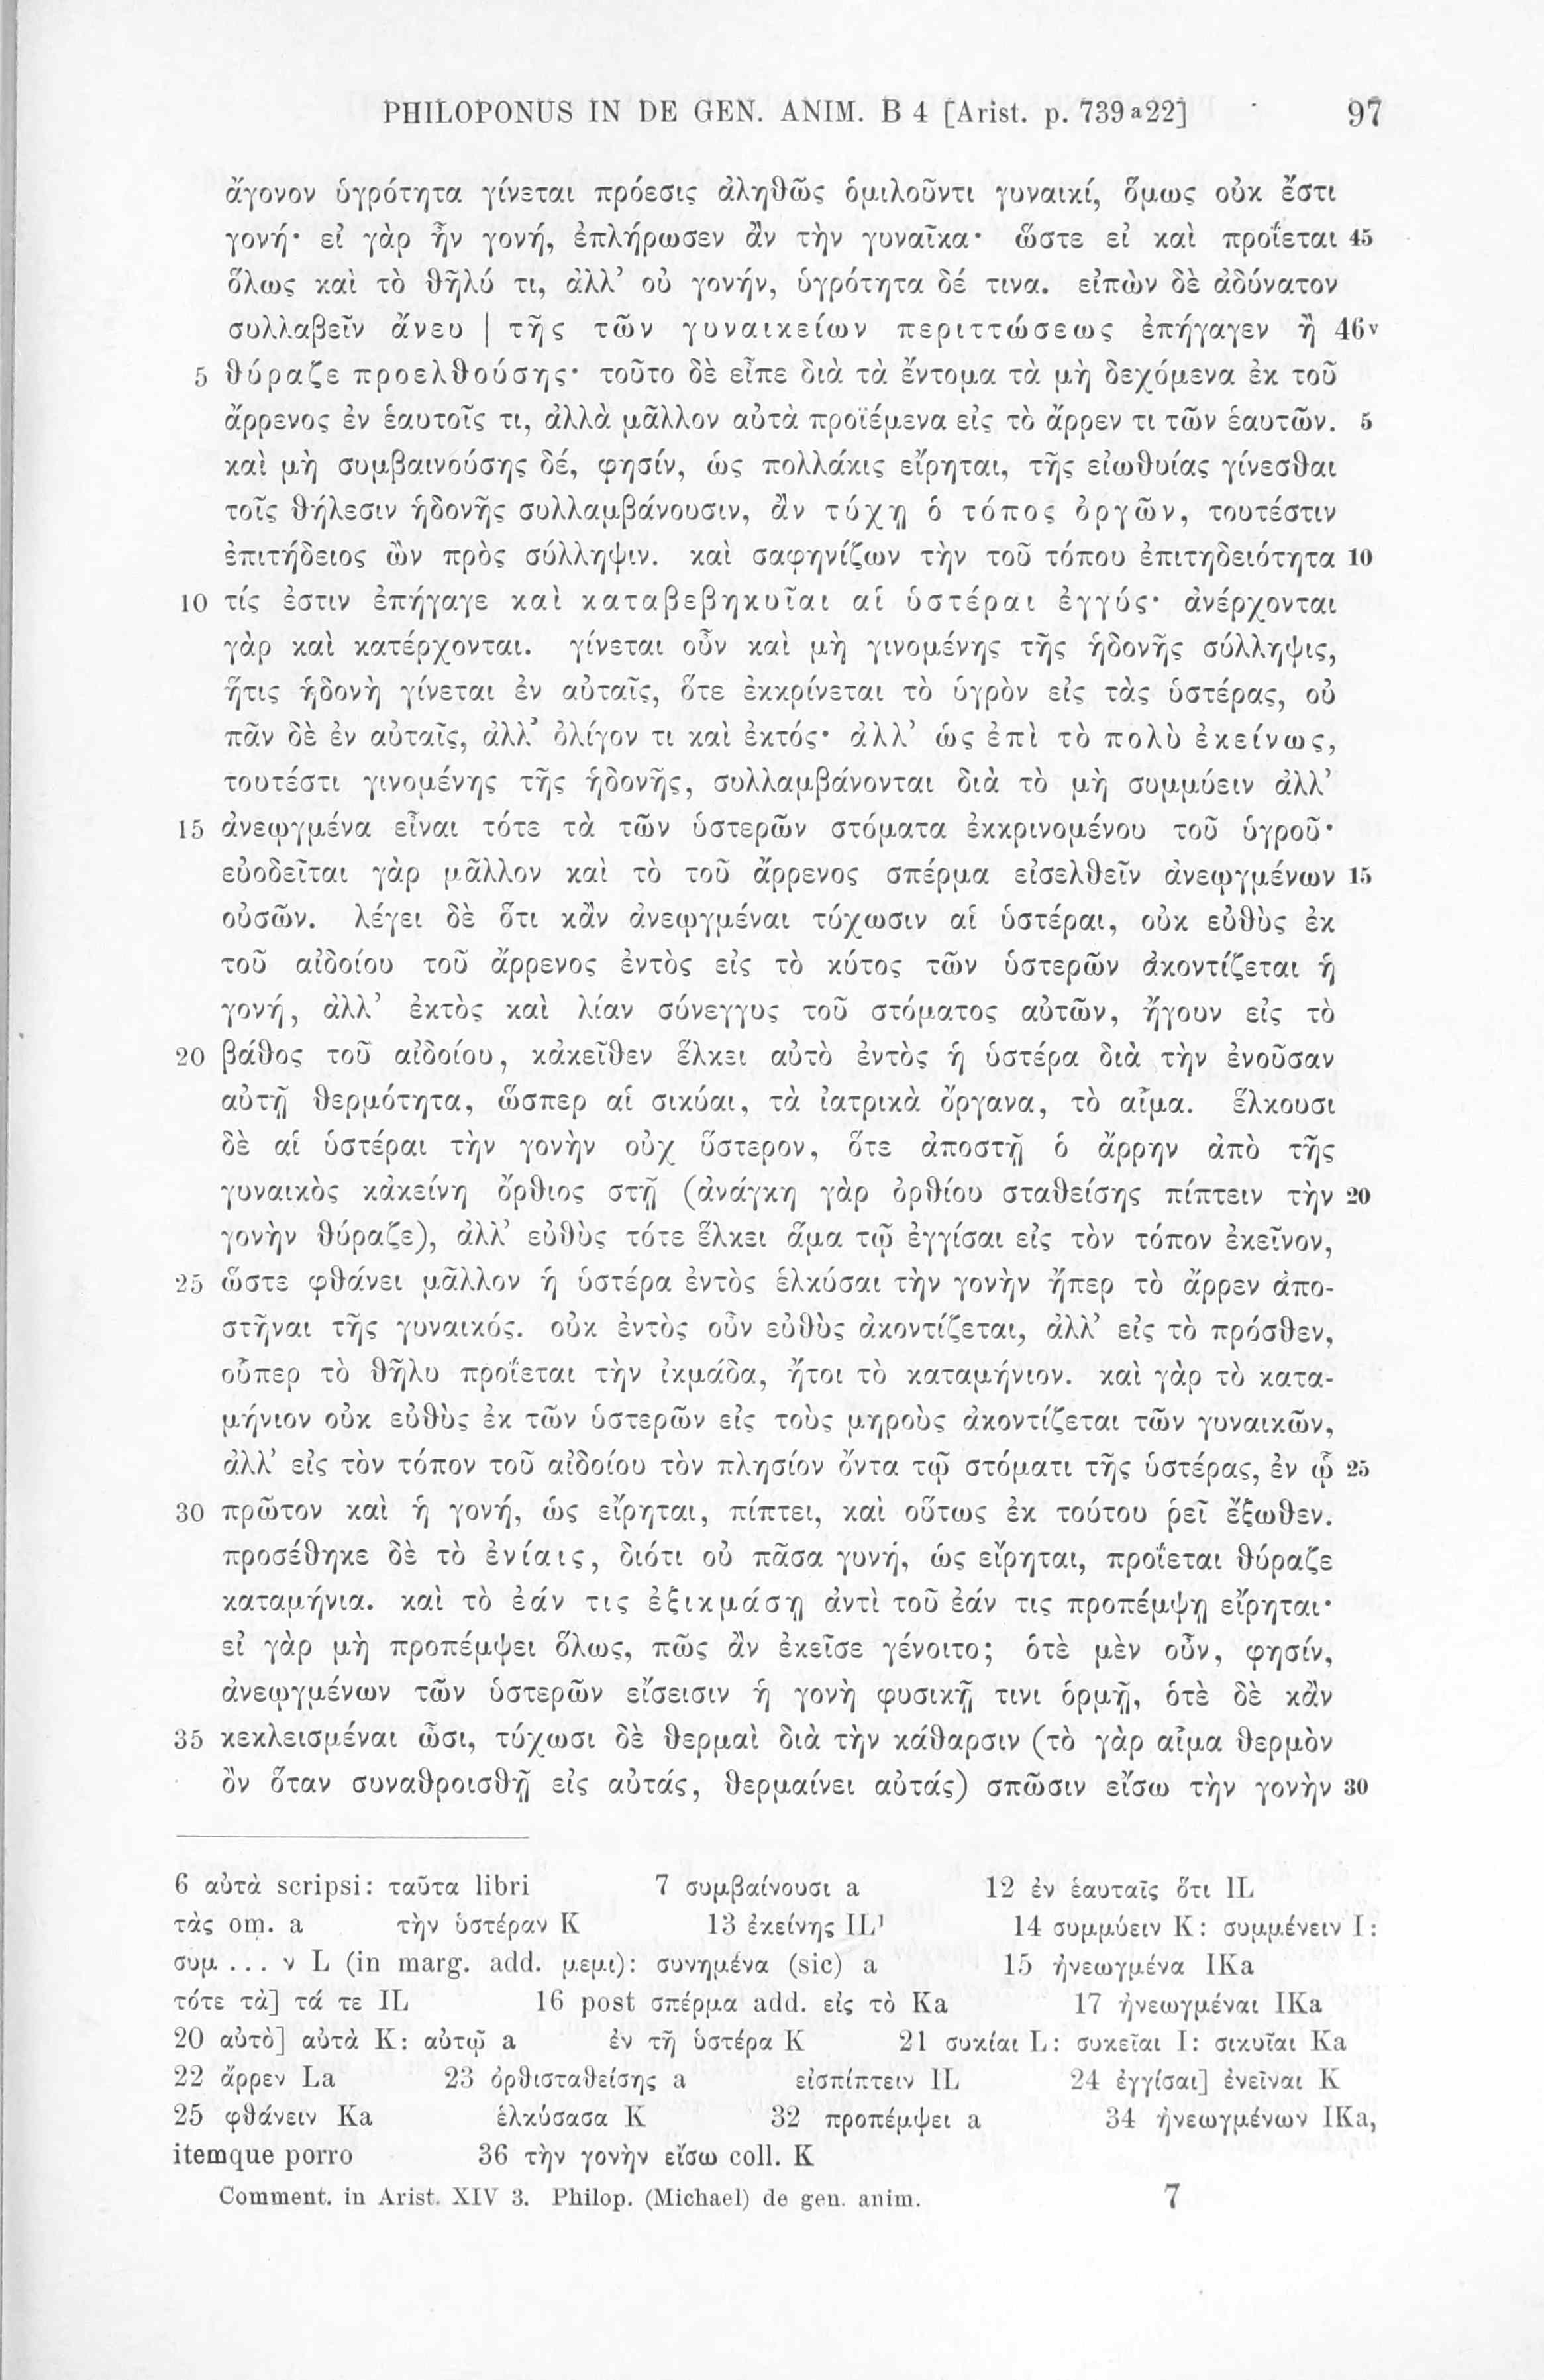 PHILOPONUS IN DE GEN. ANIM. B 4 [Arist. p. 739 a 22] 97
ἄγονον ὑγρότητα γίνεται πρόεσις ἀληθῶς ὁμιλοῦντι γυναικί, ὅμως οὐκ ἔστι
γονή· εἰ γὰρ ἦν γονή, ἐπλήρωσεν ἂν τὴν γυναῖκα· ὥστε εἰ καὶ προΐεται 45
ὅλως καὶ τὸ θῆλύ τι, ἀλλ’ οὐ γονήν, ὑγρότητα δέ τινα. εἰπὼν δὲ ἀδύνατον
συλλαβεῖν ἄνευ | τῆς τῶν γυναικείων περιττώσεως ἐπήγαγεν ἢ 46v
5 θύραζε προελθούσης· τοῦτο δὲ εἶπε διὰ τὰ ἔντομα τὰ μὴ δεχόμενα ἐκ τοῦ
ἄρρενος ἐν ἑαυτοῖς τι, ἀλλὰ μᾶλλον αὐτὰ προϊέμενα εἰς τὸ ἄρρεν τι τῶν ἑαυτῶν. 5
καὶ μὴ συμβαινούσης δέ, φησίν, ὡς πολλάκις εἴρηται, τῆς εἰωθυίας γίνεσθαι
τοῖς θήλεσιν ἡδονῆς συλλαμβάνουσιν, ἂν τύχῃ ὁ τόπος ὀργῶν, τουτέστιν
ἐπιτήδειος ὢν πρὸς σύλληψιν. καὶ σαφηνίζων τὴν τοῦ τόπου ἐπιτηδειότητα 10
10 τίς ἐστιν ἐπήγαγε καὶ καταβεβηκυῖαι αἱ ὑστέραι ἐγγύς· ἀνέρχονται
γὰρ καὶ κατέρχονται. γίνεται οὖν καὶ μὴ γινομένης τῆς ἡδονῆς σύλληψις,
ἥτις ἡδονὴ γίνεται ἐν αὐταῖς, ὅτε ἐκκρίνεται τὸ ὑγρὸν εἰς τὰς ὑστέρας, οὐ
πᾶν δὲ ἐν αὐταῖς, ἀλλ’ ὀλίγον τι καὶ ἐκτός· ἀλλ’ ὡς ἐπὶ τὸ πολὺ ἐκείνως,
τουτέστι γινομένης τῆς ἡδονῆς, συλλαμβάνονται διὰ τὸ μὴ συμμύειν ἀλλ’
15 ἀνεῳγμένα εἶναι τότε τὰ τῶν ὑστερῶν στόματα ἐκκρινομένου τοῦ ὑγροῦ·
εὐοδεῖται γὰρ μᾶλλον καὶ τὸ τοῦ ἄρρενος σπέρμα εἰσελθεῖν ἀνεῳγμένων 15
οὐσῶν. λέγει δὲ ὅτι κἂν ἀνεῳγμέναι τύχωσιν αἱ ὑστέραι, οὐκ εὐθὺς ἐκ
τοῦ αἰδοίου τοῦ ἄρρενος ἐντὸς εἰς τὸ κύτος τῶν ὑστερῶν ἀκοντίζεται ἡ
γονή, ἀλλ’ ἐκτὸς καὶ λίαν σύνεγγυς τοῦ στόματος αὐτῶν, ἤγουν εἰς τὸ
20 βάθος τοῦ αἰδοίου, κἀκεῖθεν ἕλκει αὐτὸ ἐντὸς ἡ ὑστέρα διὰ τὴν ἐνοῦσαν
αὐτῇ θερμότητα, ὥσπερ αἱ σικύαι, τὰ ἰατρικὰ ὄργανα, τὸ αἷμα. ἕλκουσι
δὲ αἱ ὑστέραι τὴν γονὴν οὐχ ὕστερον, ὅτε ἀποστῇ ὁ ἄρρην ἀπὸ τῆς
γυναικὸς κἀκείνη ὄρθιος στῇ (ἀνάγκη γὰρ ὀρθίου σταθείσης πίπτειν τὴν 20
γονὴν θύραζε), ἀλλ’ εὐθὺς τότε ἕλκει ἅμα τῷ ἐγγίσαι εἰς τὸν τόπον ἐκεῖνον,
25 ὥστε φθάνει μᾶλλον ἡ ὑστέρα ἐντὸς ἑλκύσαι τὴν γονὴν ἤπερ τὸ ἄρρεν ἀπο-
στῆναι τῆς γυναικός. οὐκ ἐντὸς οὖν εὐθὺς ἀκοντίζεται, ἀλλ’ εἰς τὸ πρόσθεν,
οὗπερ τὸ θῆλυ προΐεται τὴν ἰκμάδα, ἤτοι τὸ καταμήνιον. καὶ γὰρ τὸ κατα-
μήνιον οὐκ εὐθὺς ἐκ τῶν ὑστερῶν εἰς τοὺς μηροὺς ἀκοντίζεται τῶν γυναικῶν,
ἀλλ’ εἰς τὸν τόπον τοῦ αἰδοίου τὸν πλησίον ὄντα τῷ στόματι τῆς ὑστέρας, ἐν ᾧ 25
30 πρῶτον καὶ ἡ γονή, ὡς εἴρηται, πίπτει, καὶ οὕτως ἐκ τούτου ῥεῖ ἔξωθεν.
προσέθηκε δὲ τὸ ἐνίαις, διότι οὐ πᾶσα γυνή, ὡς εἴρηται, προΐεται θύραζε
καταμήνια. καὶ τὸ ἐάν τις ἐξικμάσῃ ἀντὶ τοῦ ἐάν τις προπέμψῃ εἴρηται·
εἰ γὰρ μὴ προπέμψει ὅλως, πῶς ἂν ἐκεῖσε γένοιτο; ὁτὲ μὲν οὖν, φησίν,
ἀνεῳγμένων τῶν ὑστερῶν εἴσεισιν ἡ γονὴ φυσικῇ τινι ὁρμῇ, ὁτὲ δὲ κἂν
35 κεκλεισμέναι ὦσι, τύχωσι δὲ θερμαὶ διὰ τὴν κάθαρσιν (τὸ γὰρ αἷμα θερμὸν
ὂν ὅταν συναθροισθῇ εἰς αὐτάς, θερμαίνει αὐτάς) σπῶσιν εἴσω τὴν γονὴν 30
6 αὐτὰ scripsi: ταῦτα libri 7 συμβαίνουσι a 12 ἐν ἑαυταῖς ὅτι IL
τὰς om. a τὴν ὑστέραν K 13 ἐκείνης IL¹ 14 συμμύειν K: συμμένειν I:
συμ ... ν L (in marg. add. μεμι): συνημένα (sic) a 15 ἠνεωγμένα IKa
τότε τὰ] τά τε IL 16 post σπέρμα add. εἰς τὸ Ka 17 ἠνεωγμέναι IKa
20 αὐτὸ] αὐτὰ K: αὐτῷ a ἐν τῇ ὑστέρα K 21 συκίαι L: συκεῖαι I: σικυῖαι Ka
22 ἄρρεν La 23 ὀρθισταθείσης a εἰσπίπτειν IL 24 ἐγγίσαι] ἐνεῖναι K
25 φθάνειν Ka ἑλκύσασα K 32 προπέμψει a 34 ἠνεωγμένων IKa,
itemque porro 36 τὴν γονὴν εἴσω coll. K
Comment. in Arist. XIV 3. Philop. (Michael) de gen. anim. 7